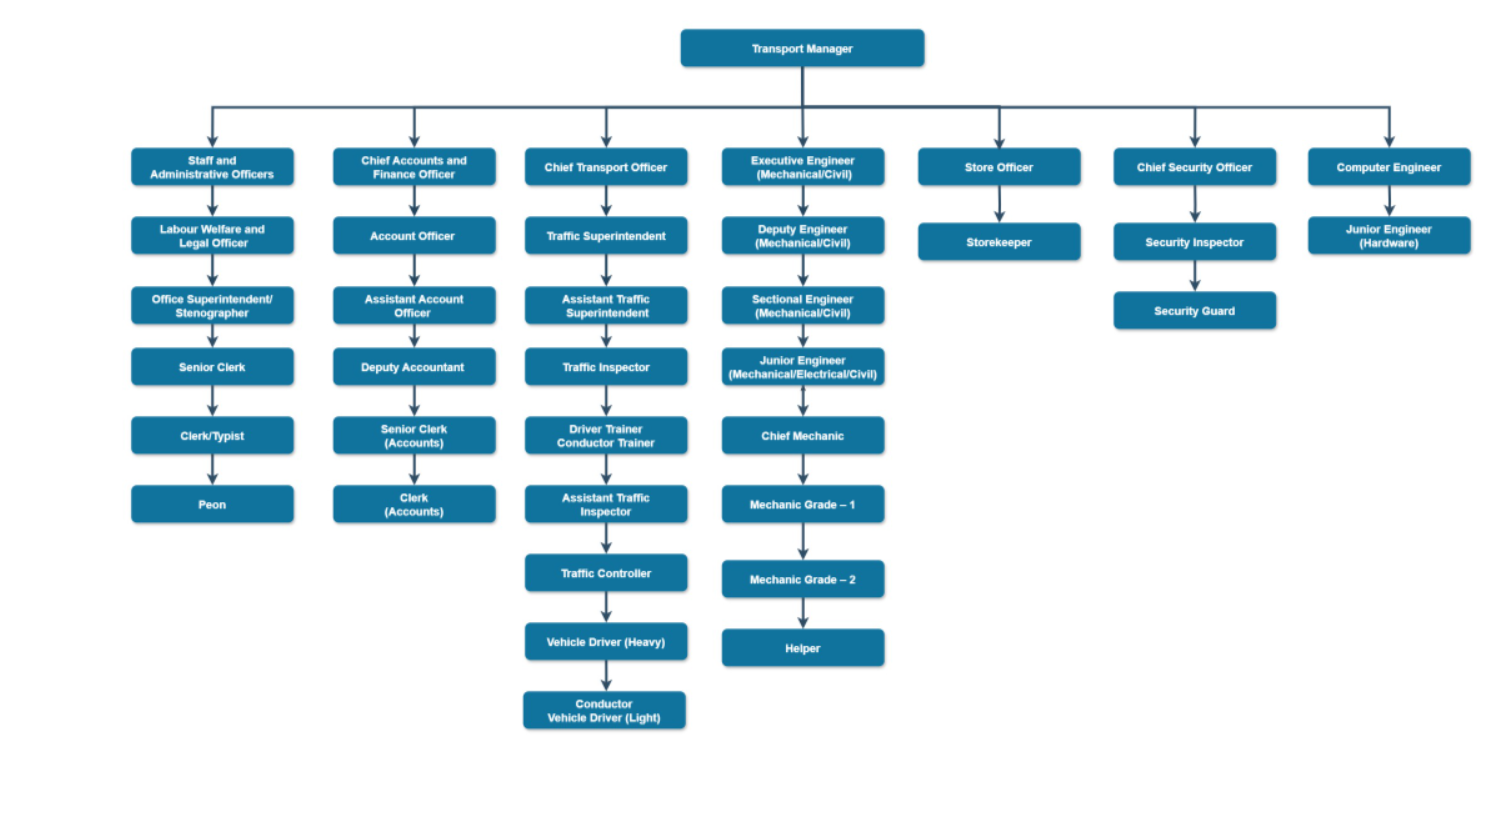 Transport Manager
Staff and
Administrative Officers
Chief Accounts and
Finance Officer
Chief Transport Officer
Executive Engineer
(Mechanical/Civil)
Store Officer
Chief Security Officer
Computer Engineer
Labour Welfare and
Legal Officer
Account Officer
Traffic Superintendent
Deputy Engineer
(Mechanical/Civil)
Storekeeper
Security Inspector
Junior Engineer
(Hardware)
Office Superintendent/
Stenographer
Assistant Account
Officer
Assistant Traffic
Superintendent
Sectional Engineer
(Mechanical/Civil)
Security Guard
Senior Clerk
Deputy Accountant
Traffic Inspector
Junior Engineer
(Mechanical/Electrical/Civil)
Clerk/Typist
Senior Clerk
(Accounts)
Driver Trainer
Conductor Trainer
Chief Mechanic
Peon
Clerk
(Accounts)
Assistant Traffic
Inspector
Mechanic Grade – 1
Traffic Controller
Mechanic Grade – 2
Vehicle Driver (Heavy)
Helper
Conductor
Vehicle Driver (Light)